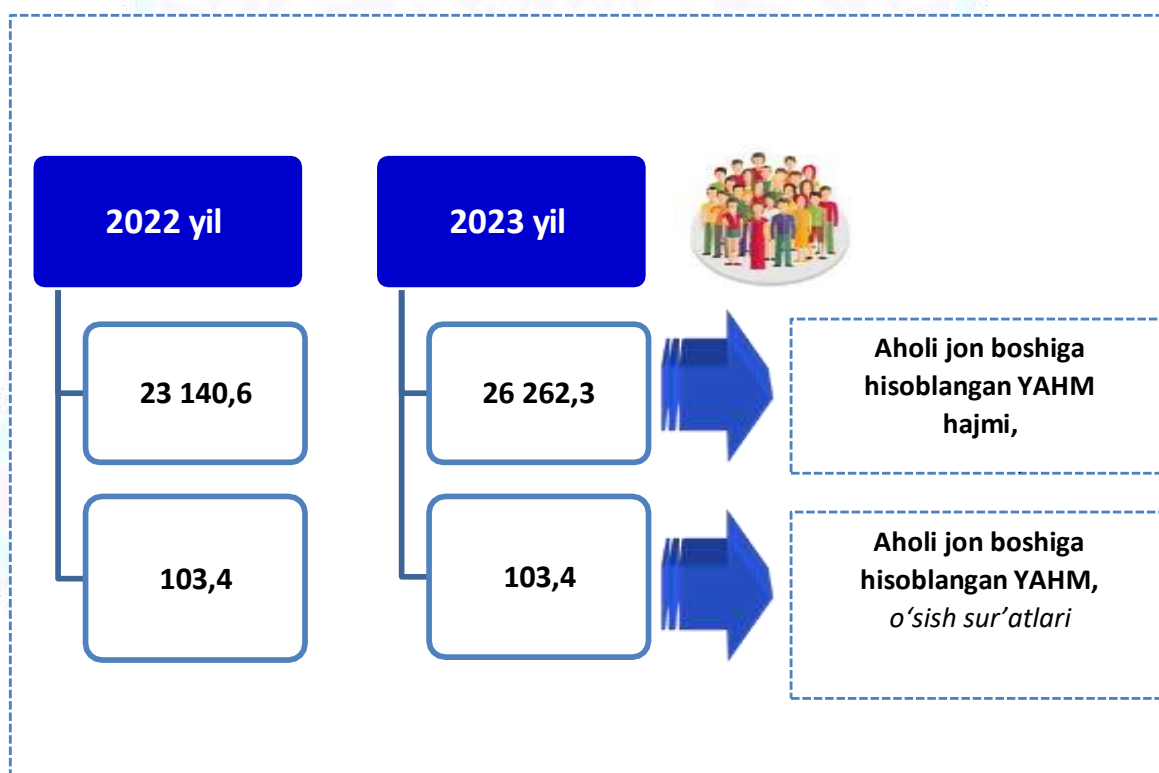 2022 yil
2023 yil
23 140,6
26 262,3
Aholi jon boshiga
hisoblangan YAHM
hajmi,
103,4
103,4
Aholi jon boshiga
hisoblangan YAHM,
o‘sish sur’atlari